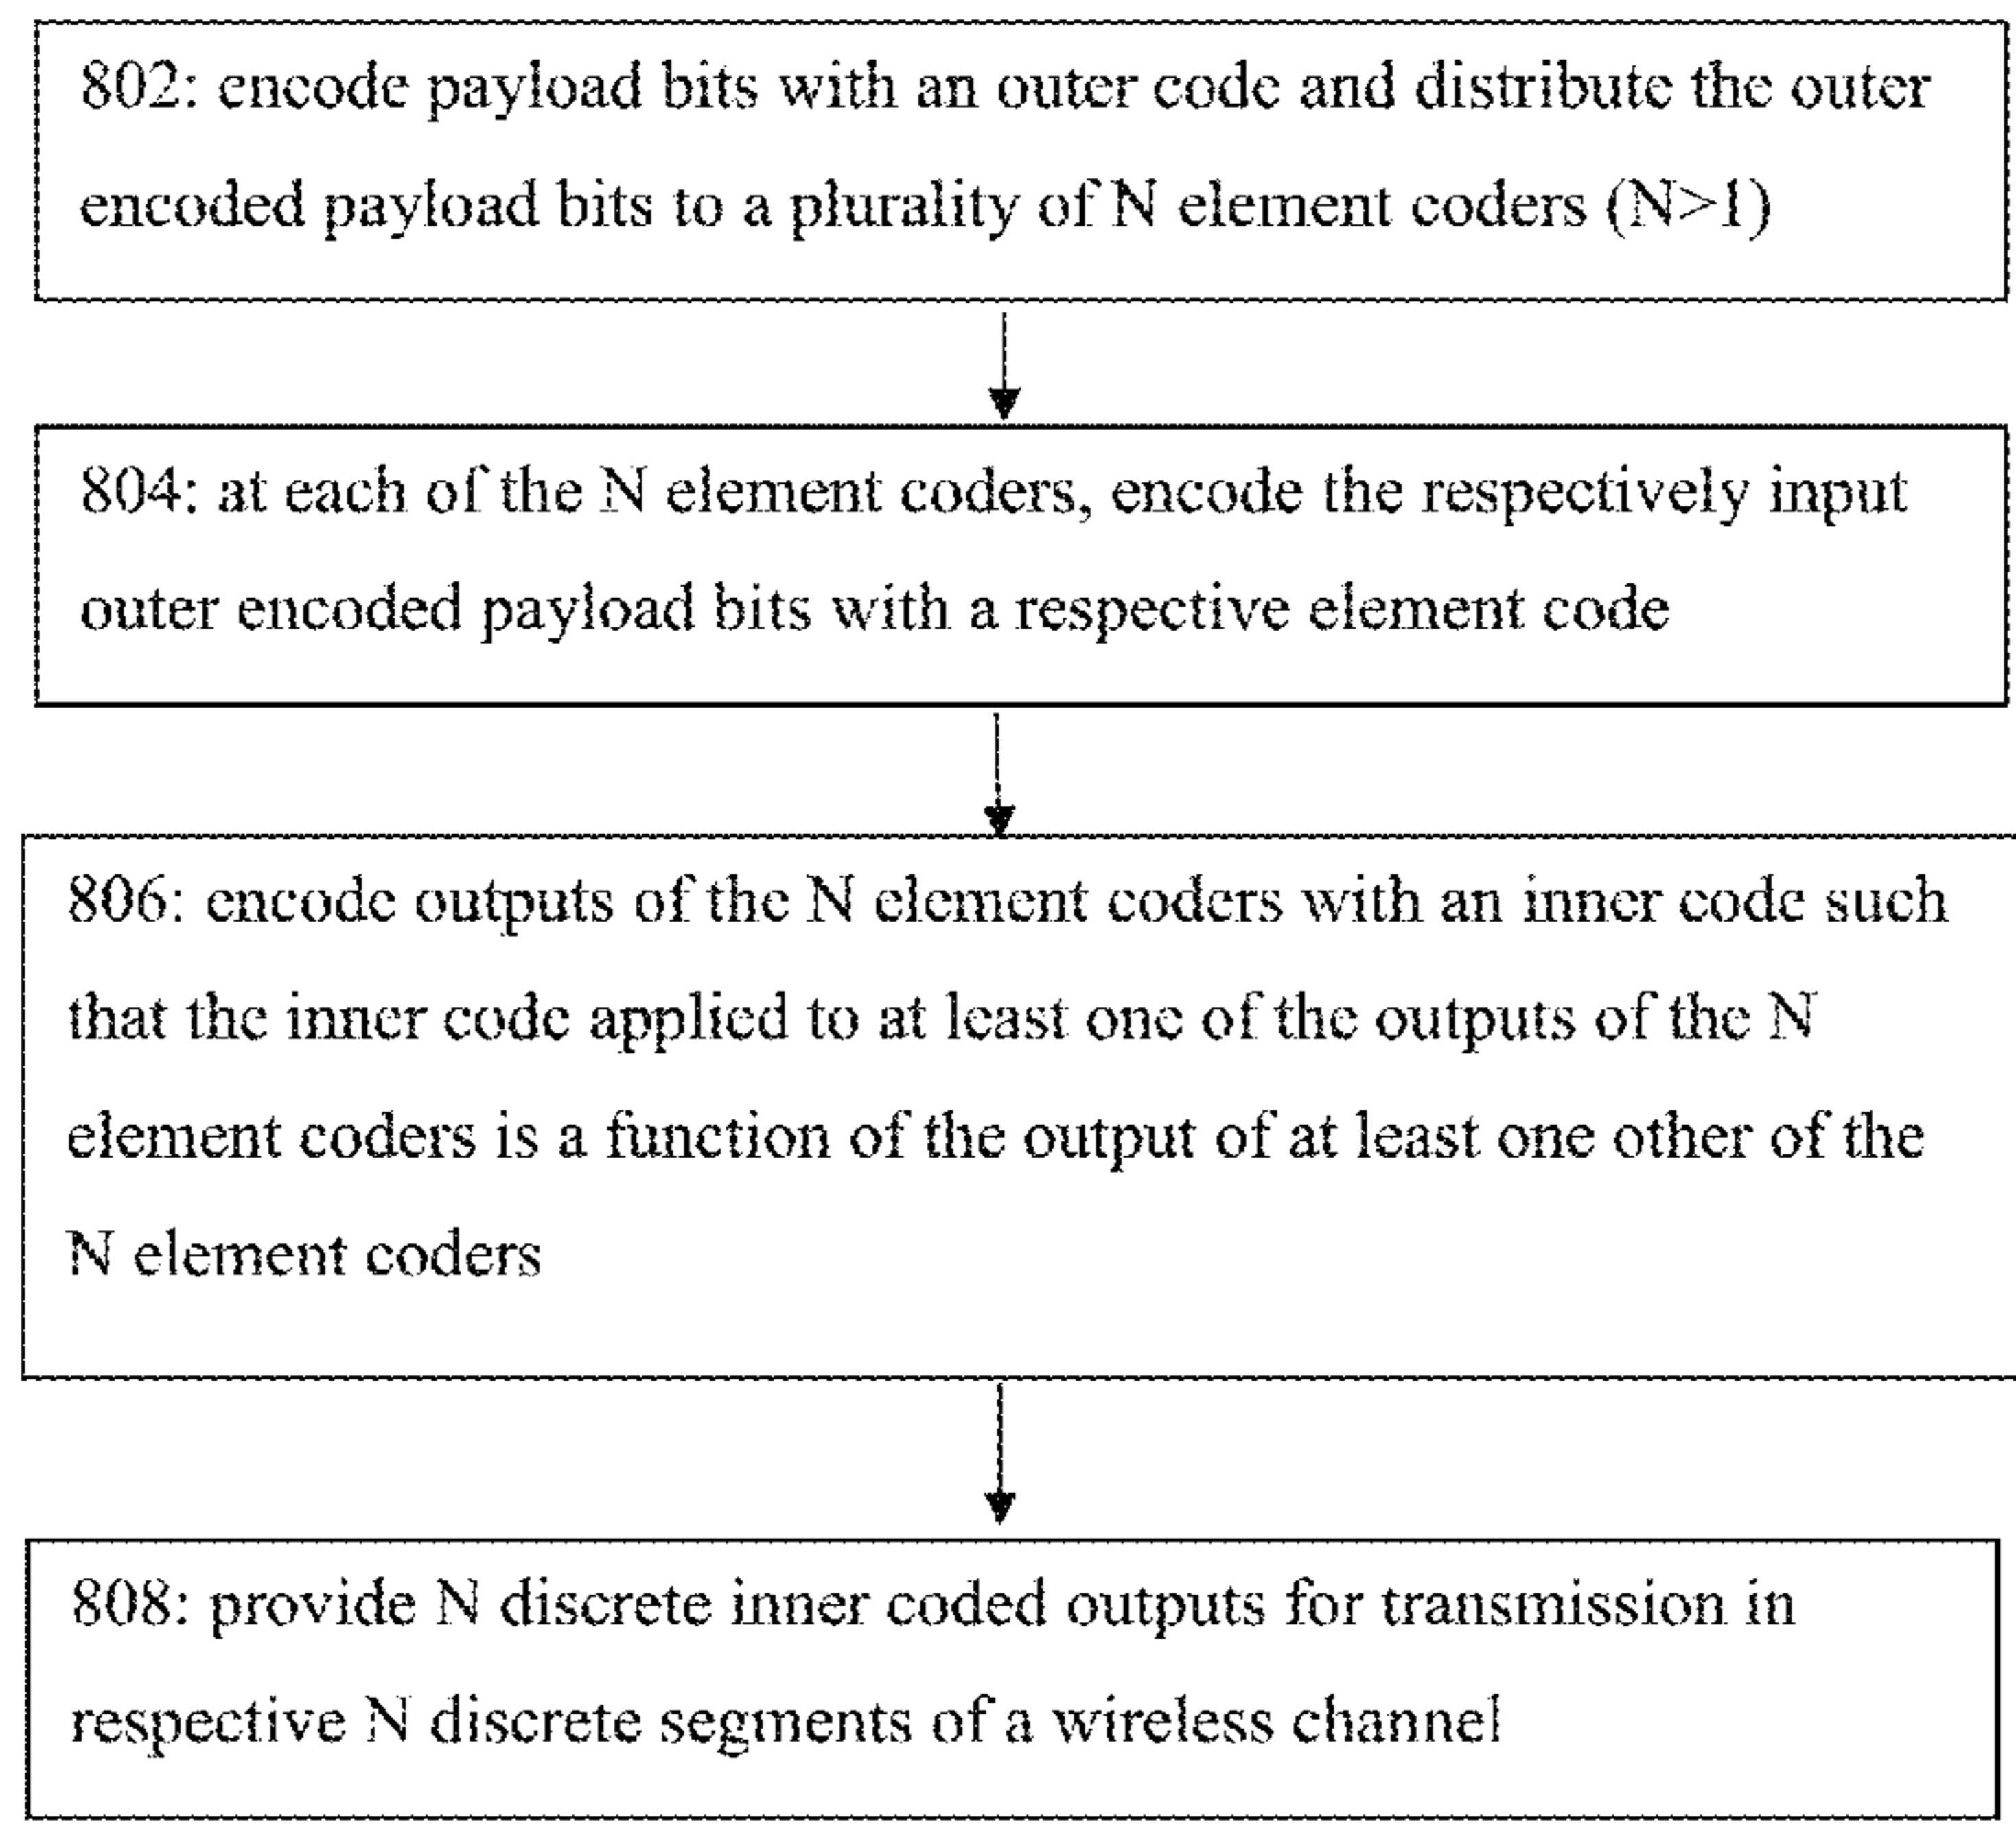 802: encode payload bits with an outer code and distribute the outer
encoded payload bits to a plurality of N element coders (N>1)
804: at each of the N element coders, encode the respectively input
outer encoded payload bits with a respective element code
806: encode outputs of the N element coders with an inner code such
that the inner code applied to at least one of the outputs of the N
element coders is a function of the output of at least one other of the
N element coders
808: provide N discrete inner coded outputs for transmission in
respective N discrete segments of a wireless channel